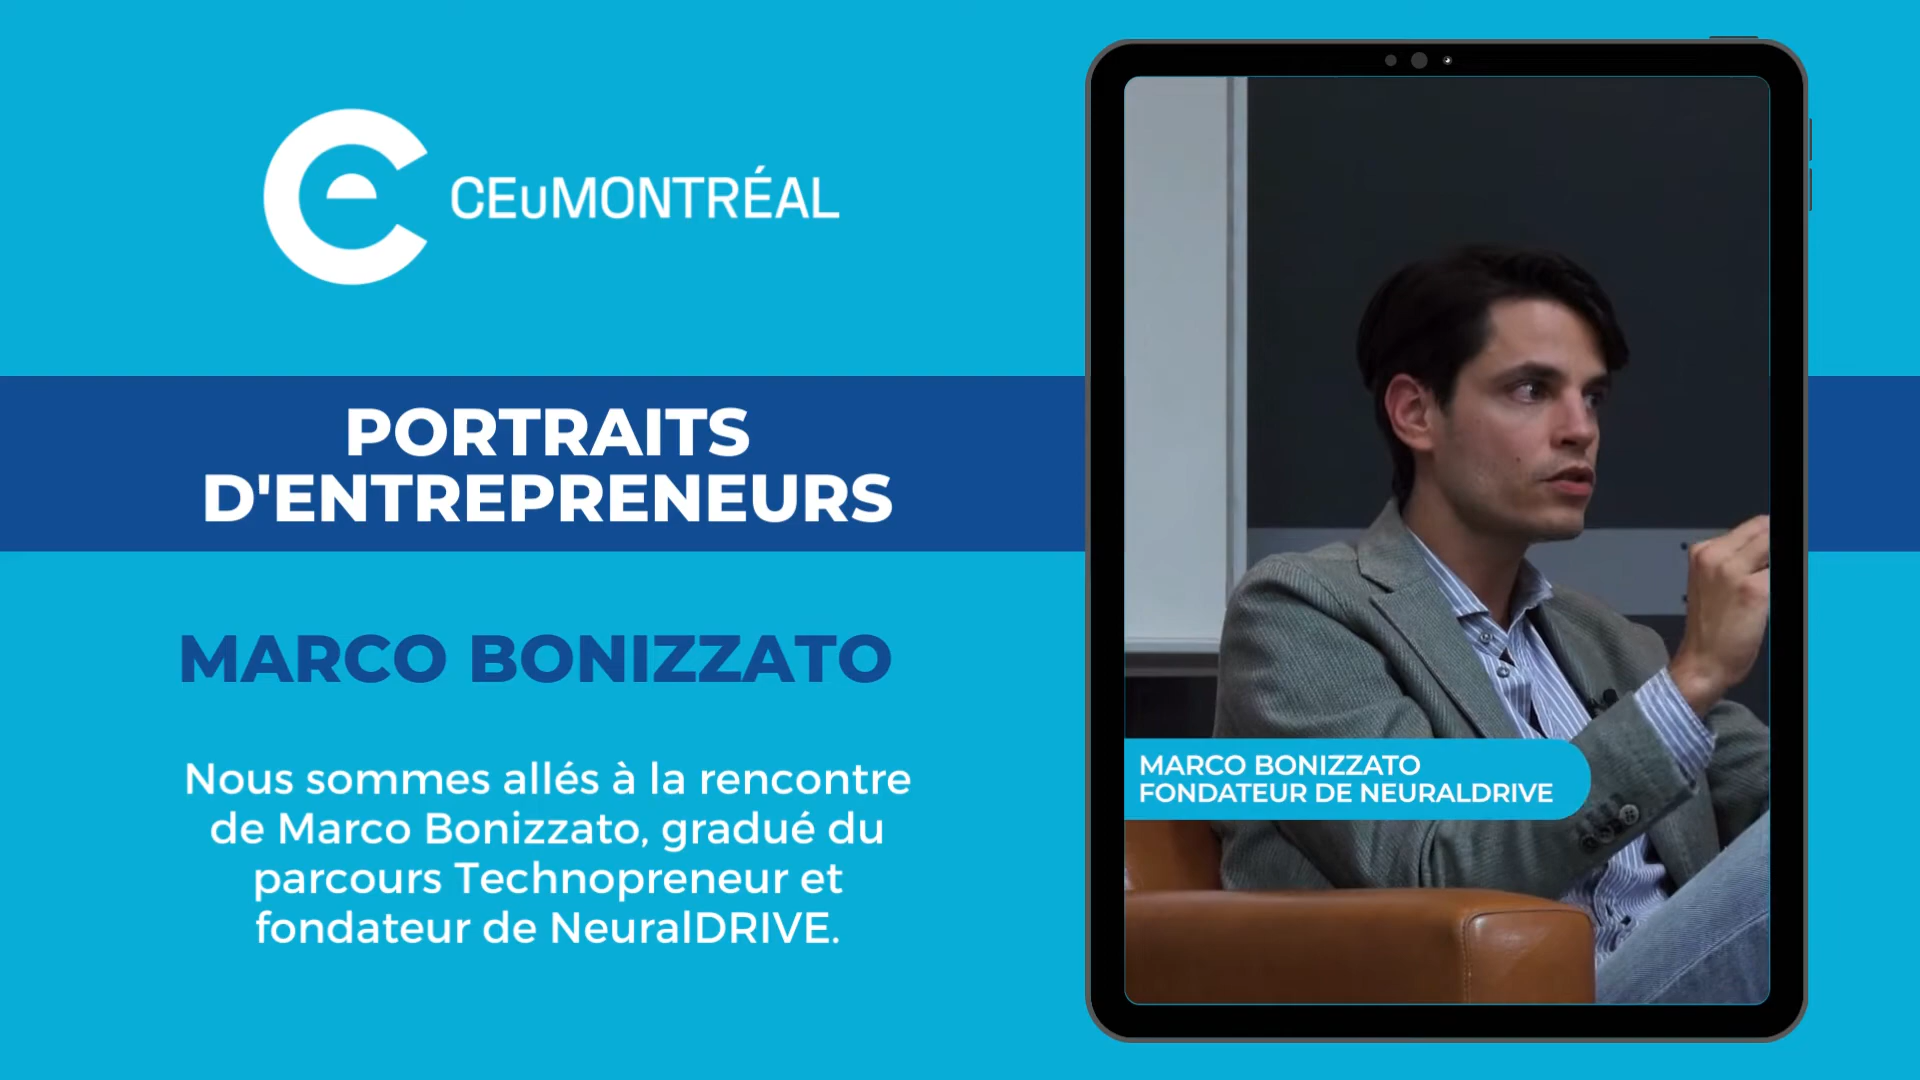 CEuMONTRÉAL
PORTRAITS
D'ENTREPRENEURS
MARCO BONIZZATO
Nous sommes allés à la rencontre
de Marco Bonizzato, gradué du
parcours Technopreneur et
fondateur de NeuralDRIVE.
MARCO BONIZZATO
FONDATEUR DE NEURALDRIVE